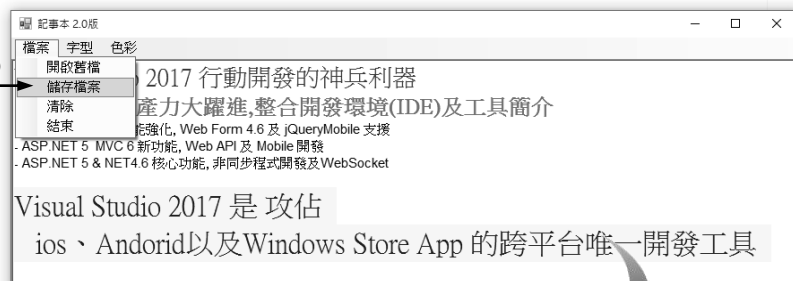 記事本 2.0版
檔案 字型 色彩
開啟舊檔
儲存檔案
清除
結束
2017 行動開發的神兵利器
產力大躍進,整合開發環境(IDE)及工具簡介
能強化, Web Form 4.6 及 jQueryMobile 支援
- ASP.NET 5 MVC 6 新功能, Web API 及 Mobile 開發
- ASP.NET 5 & NET4.6 核心功能, 非同步程式開發及WebSocket
Visual Studio 2017 是 攻佔
ios、Andorid以及Windows Store App 的跨平台唯一開發工具